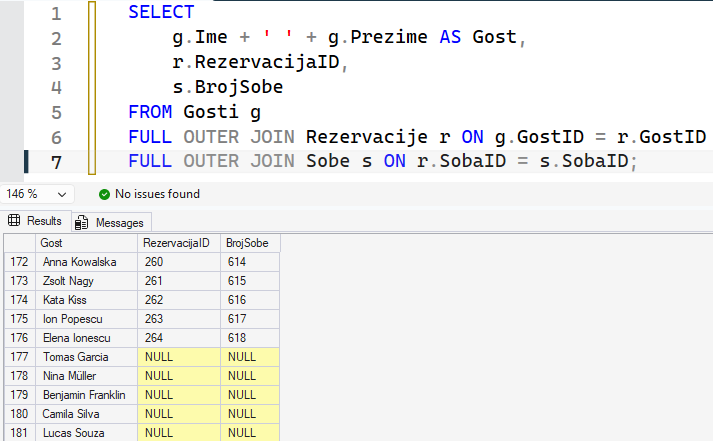 1 SELECT
2 g.Ime + ' ' + g.Prezime AS Gost,
3 r.RezervacijaID,
4 s.BrojSobe
5 FROM Gosti g
6 FULL OUTER JOIN Rezervacije r ON g.GostID = r.GostID
7 FULL OUTER JOIN Sobe s ON r.SobaID = s.SobaID;
146 % No issues found
Results Messages
Gost RezervacijaID BrojSobe
172 Anna Kowalska 260 614
173 Zsolt Nagy 261 615
174 Kata Kiss 262 616
175 Ion Popescu 263 617
176 Elena Ionescu 264 618
177 Tomas Garcia NULL NULL
178 Nina Müller NULL NULL
179 Benjamin Franklin NULL NULL
180 Camila Silva NULL NULL
181 Lucas Souza NULL NULL